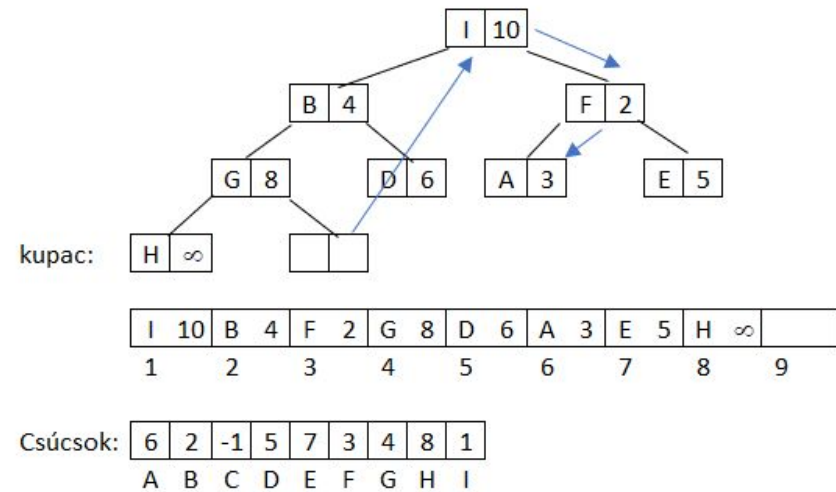 I 10
B 4 F 2
G 8 D 6 A 3 E 5
kupac: H ∞
I 10 B 4 F 2 G 8 D 6 A 3 E 5 H ∞
1 2 3 4 5 6 7 8 9
Csúcsok: 6 2 -1 5 7 3 4 8 1
A B C D E F G H I